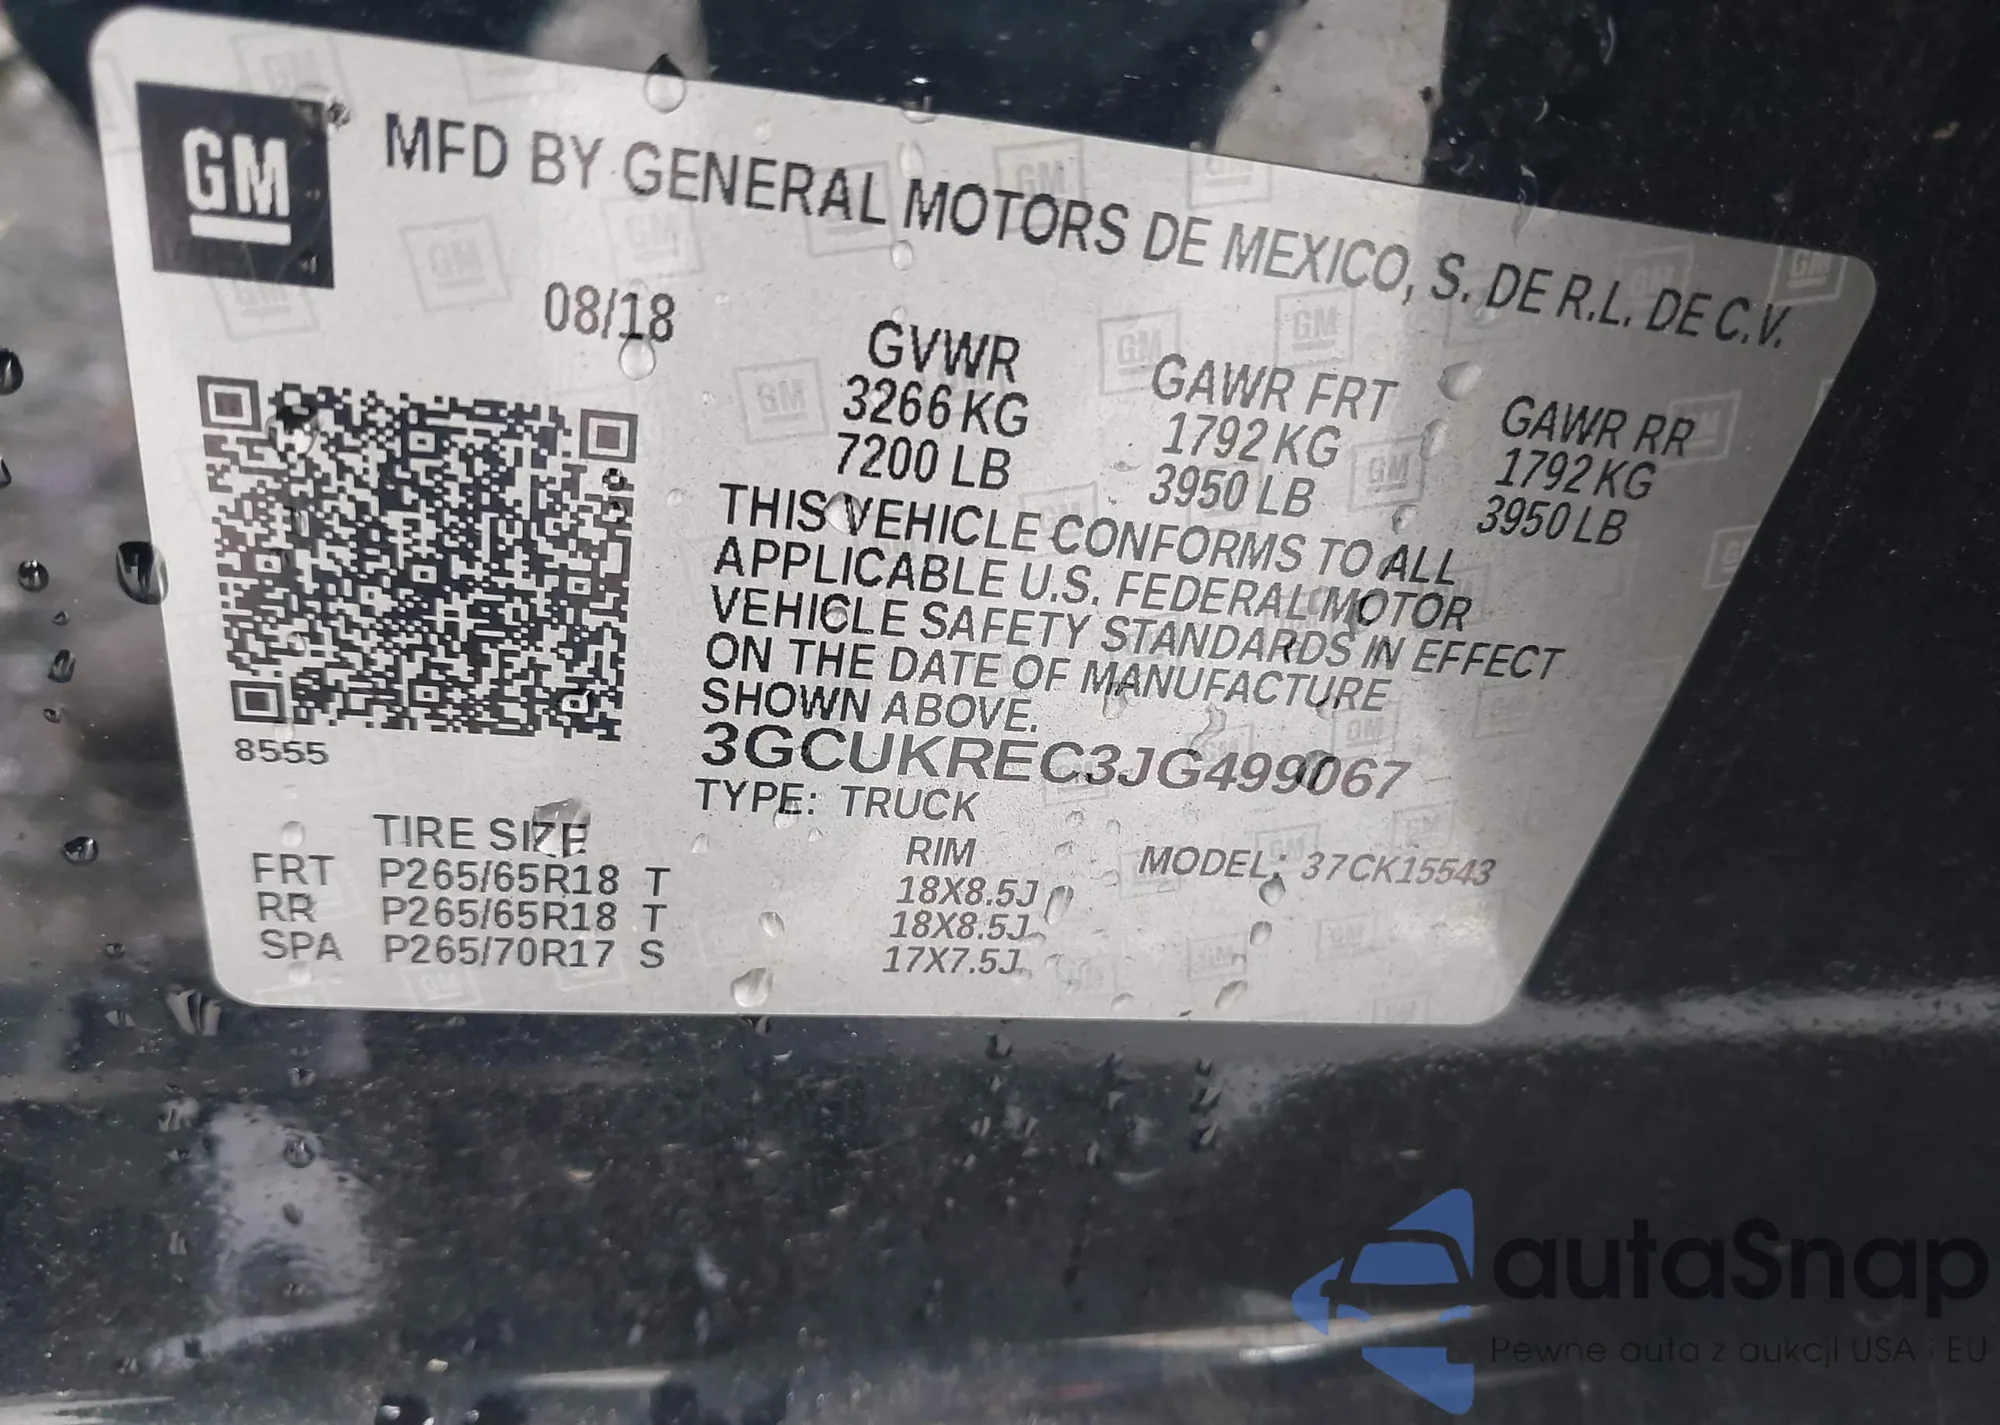 GM
MFD BY GENERAL MOTORS DE MEXICO, S. DE R.L. DE C.V.
08/18
GVWR GAWR FRT GAWR RR
3266 KG 1792 KG 1792 KG
7200 LB 3950 LB 3950 LB
THIS VEHICLE CONFORMS TO ALL
APPLICABLE U.S. FEDERAL MOTOR
VEHICLE SAFETY STANDARDS IN EFFECT
ON THE DATE OF MANUFACTURE
SHOWN ABOVE.
3GCUKREC3JG499067
8555
TYPE: TRUCK
TIRE SIZE RIM MODEL: 37CK15543
FRT P265/65R18 T 18X8.5J
RR P265/65R18 T 18X8.5J
SPA P265/70R17 S 17X7.5J
autaSnap
Pewne auta z aukcji USA i EU